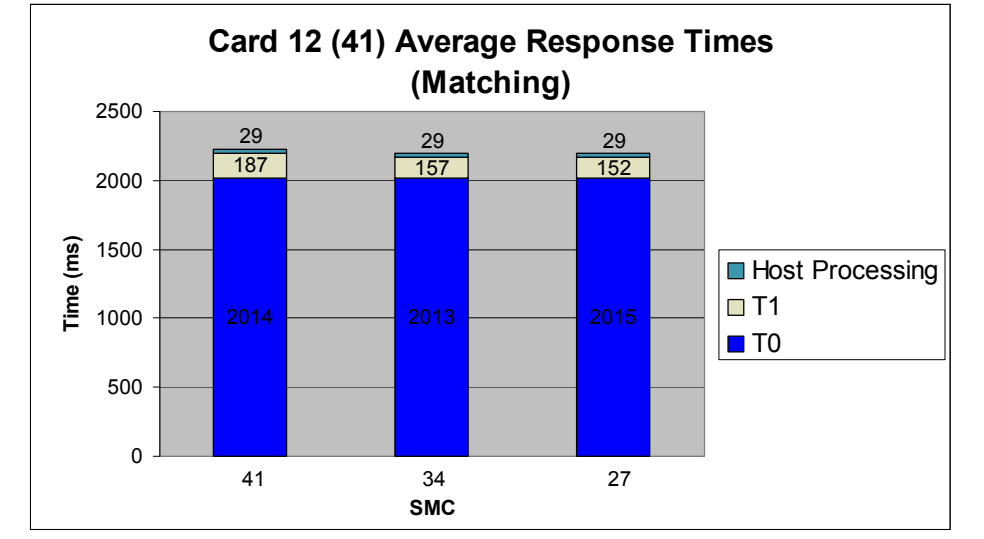 Card 12 (41) Average Response Times
(Matching)
2500
2000
1500
1000
500
0
Time (ms)
29
29
29
187
157
152
2014
2013
2015
41
34
27
SMC
Host Processing
T1
T0